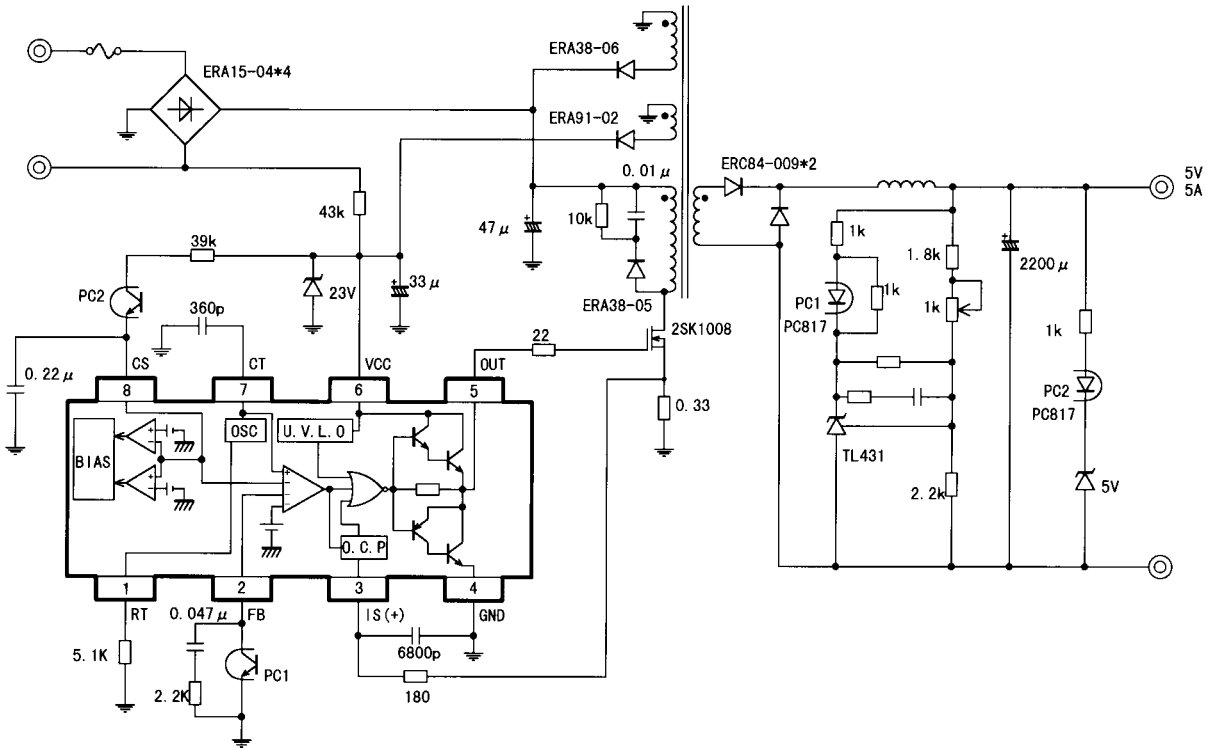 ERA15-04*4
ERA38-06
ERA91-02
0.01μ
ERC84-009*2
5V
5A
43k
47μ
10k
1k
1.8k
39k
PC2
360p
23V
33μ
ERA38-05
2SK1008
PC1
PC817
1k
1k
2200μ
1k
0.22μ
CS
CT
VCC
OUT
22
PC2
PC817
8
7
6
5
0.33
BIAS
OSC
U.V.L.O
TL431
2.2k
5V
O.C.P
1
2
3
4
RT
0.047μ
FB
IS(+)
GND
5.1K
6800p
2.2K
PC1
180